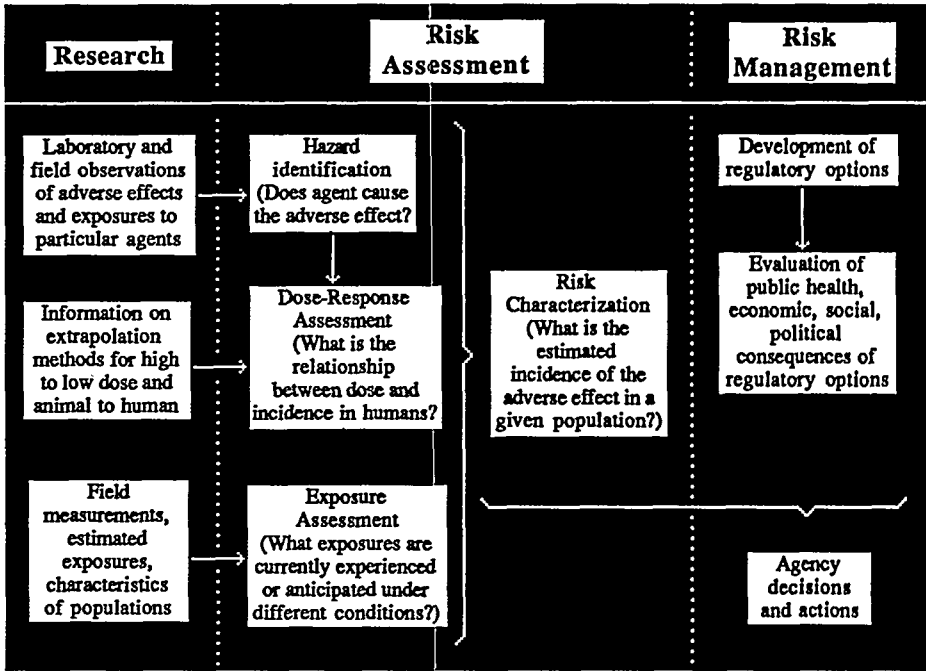 Research
Risk
Assessment
Risk
Management
Laboratory and
field observations
of adverse effects
and exposures to
particular agents
Hazard
identification
(Does agent cause
the adverse effect?
Development of
regulatory options
Information on
extrapolation
methods for high
to low dose and
animal to human
Dose-Response
Assessment
(What is the
relationship
between dose and
incidence in humans?
Risk
Characterization
(What is the
estimated
incidence of the
adverse effect in a
given population?)
Evaluation of
public health,
economic, social,
political
consequences of
regulatory options
Field
measurements,
estimated
exposures,
characteristics
of populations
Exposure
Assessment
(What exposures are
currently experienced
or anticipated under
different conditions?)
Agency
decisions
and actions